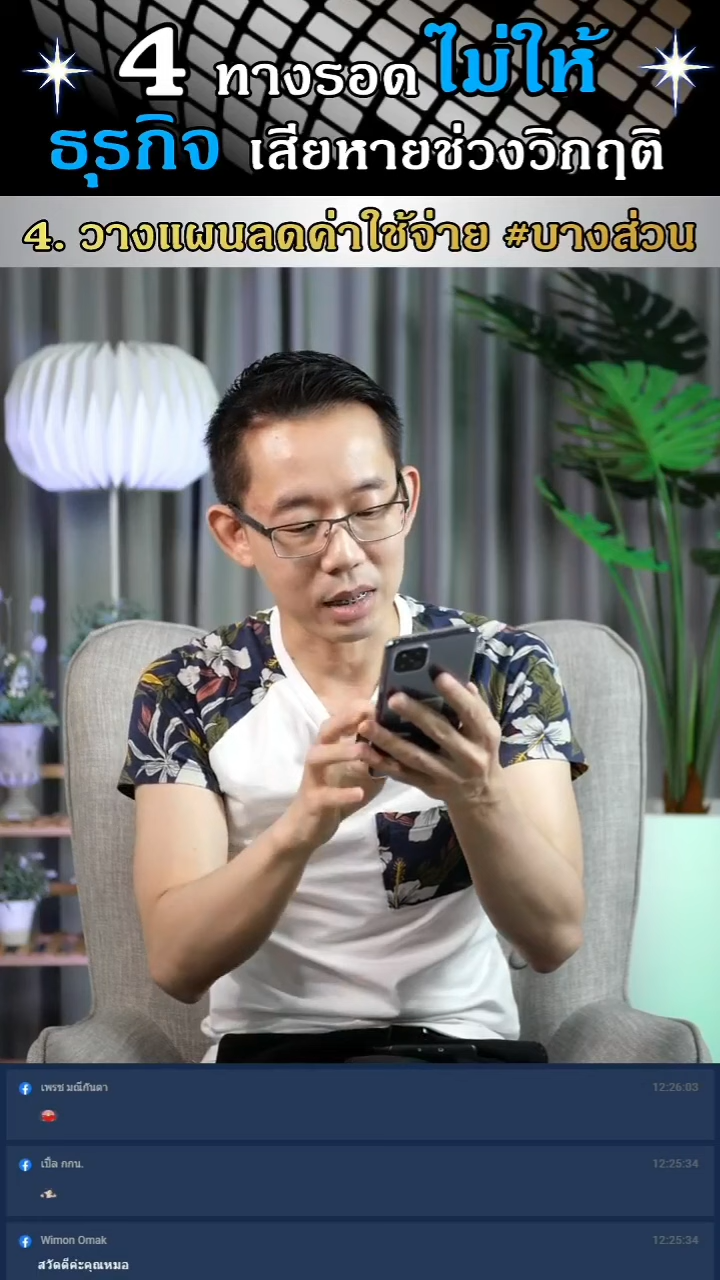 4 ทางรอด ไม่ให้
ธุรกิจ เสียหายช่วงวิกฤติ
4. วางแผนลดค่าใช้จ่าย #บางส่วน
เพรช มณีกันตา 12:26:03
เปิ้ล กกน. 12:25:34
Wimon Omak 12:25:34
สวัดดีค่ะคุณหมอ